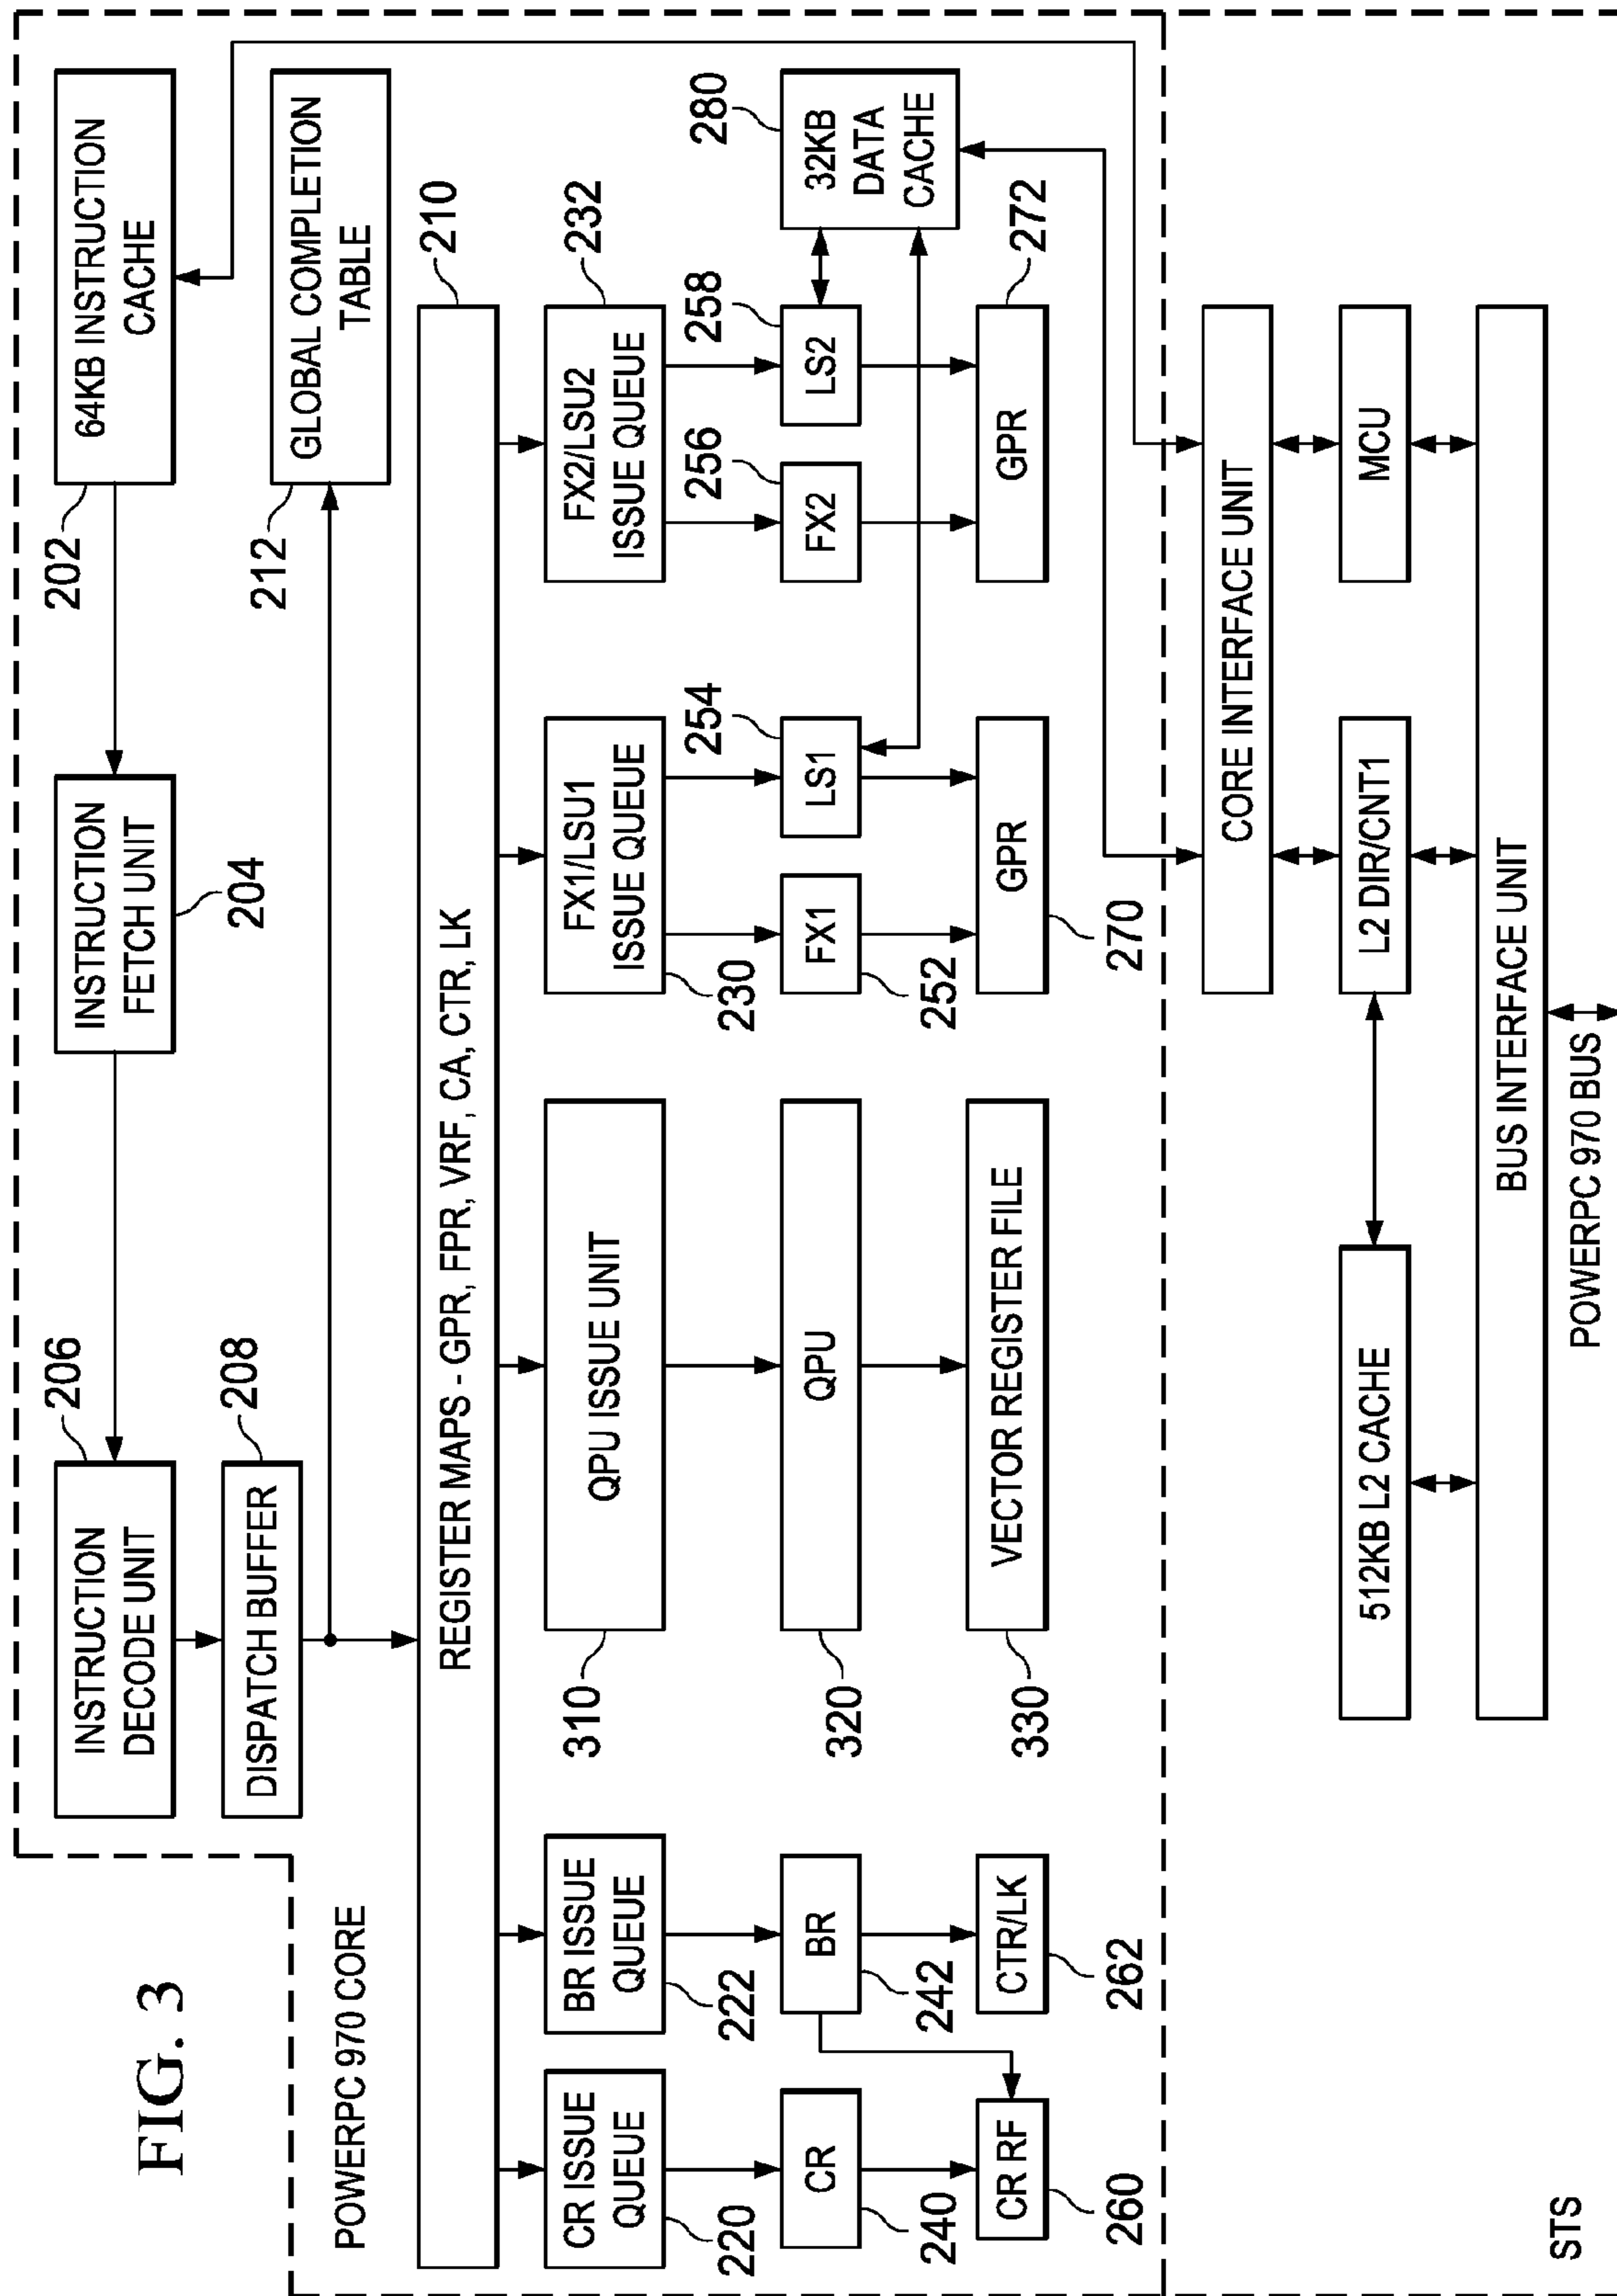 FIG. 3
206
INSTRUCTION
DECODE UNIT
INSTRUCTION
FETCH UNIT
204
202
64KB INSTRUCTION
CACHE
208
DISPATCH BUFFER
212
GLOBAL COMPLETION
TABLE
POWERPC 970 CORE
210
REGISTER MAPS - GPR, FPR, VRF, CA, CTR, LK
CR ISSUE
QUEUE
220
BR ISSUE
QUEUE
222
310
QPU ISSUE UNIT
FX1/LSU1
ISSUE QUEUE
230
FX2/LSU2
ISSUE QUEUE
232
254
256
258
280
CR
240
BR
242
320
QPU
FX1
252
LS1
FX2
LS2
32KB
DATA
CACHE
CR RF
260
CTR/LK
262
330
VECTOR REGISTER FILE
GPR
270
GPR
272
CORE INTERFACE UNIT
512KB L2 CACHE
L2 DIR/CNT1
MCU
BUS INTERFACE UNIT
STS
POWERPC 970 BUS